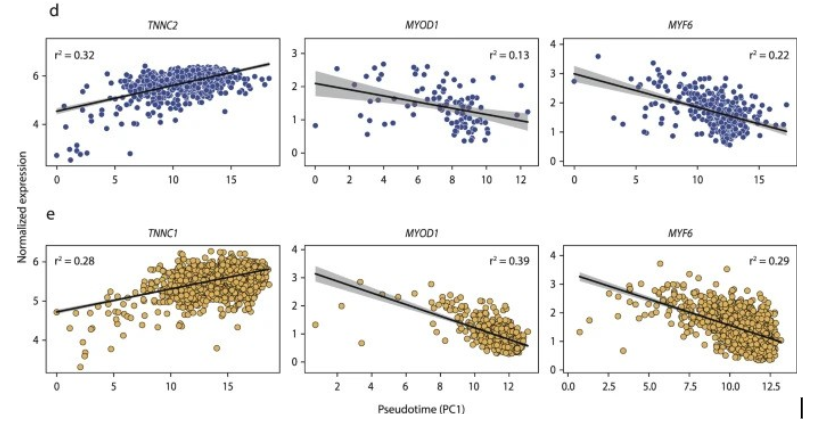 d
TNNC2 MYOD1 MYF6
r² = 0.32 r² = 0.13 r² = 0.22
6 4
3 2 1 0
4 3 2 1 0
0 5 10 15
0 2 4 6 8 10 12
0 5 10 15
Normalized expression
e
TNNC1 MYOD1 MYF6
r² = 0.28 r² = 0.39 r² = 0.29
6 5 4
4 3 2 1 0
4 3 2 1 0
0 5 10 15
2 4 6 8 10 12
0.0 2.5 5.0 7.5 10.0 12.5
Pseudotime (PC1)